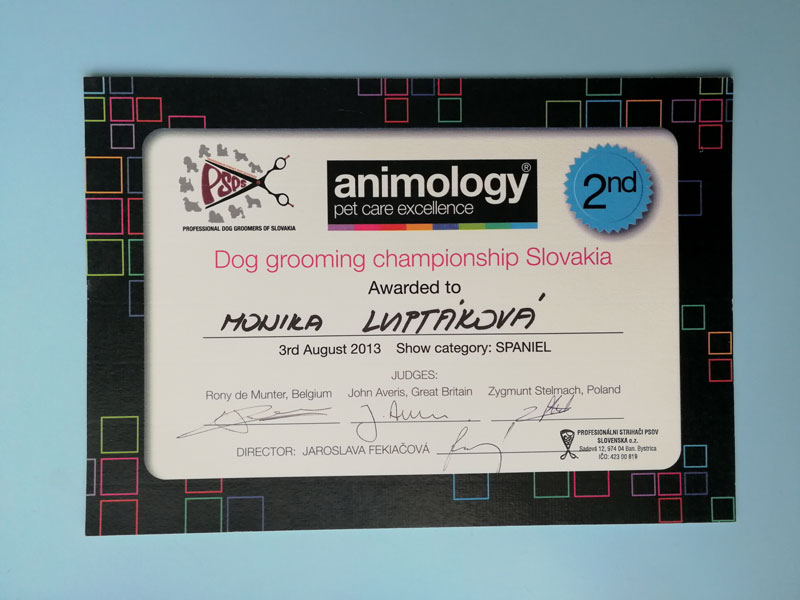 PSDs
PROFESSIONAL DOG GROOMERS OF SLOVAKIA
animology®
pet care excellence
2nd
Dog grooming championship Slovakia
Awarded to
MONIKA LUPTÁKOVÁ
3rd August 2013 Show category: SPANIEL
JUDGES:
Rony de Munter, Belgium John Averis, Great Britain Zygmunt Stelmach, Poland
DIRECTOR: JAROSLAVA FEKIAČOVÁ
PROFESIONÁLNI STRIHAČI PSOV
SLOVENSKA o.z.
Sadová 12, 974 04 Ban. Bystrica
IČO: 423 00 819